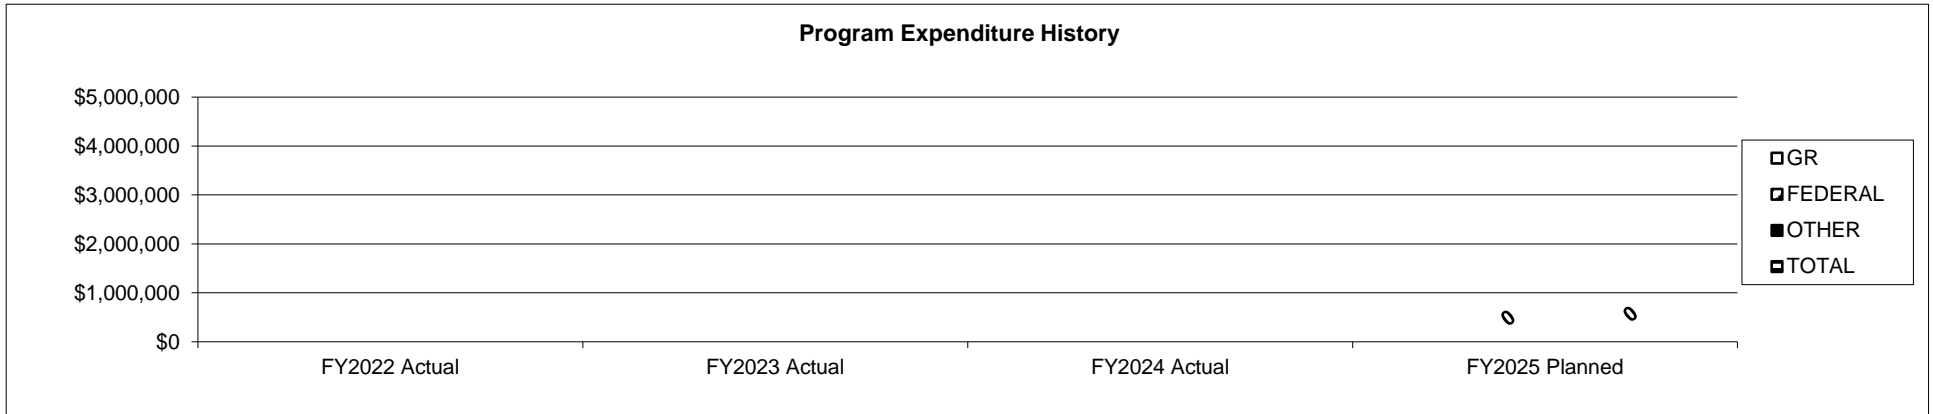 Program Expenditure History
$5,000,000
$4,000,000
$3,000,000
$2,000,000
$1,000,000
$0
0
0
FY2022 Actual
FY2023 Actual
FY2024 Actual
FY2025 Planned
GR
FEDERAL
OTHER
TOTAL